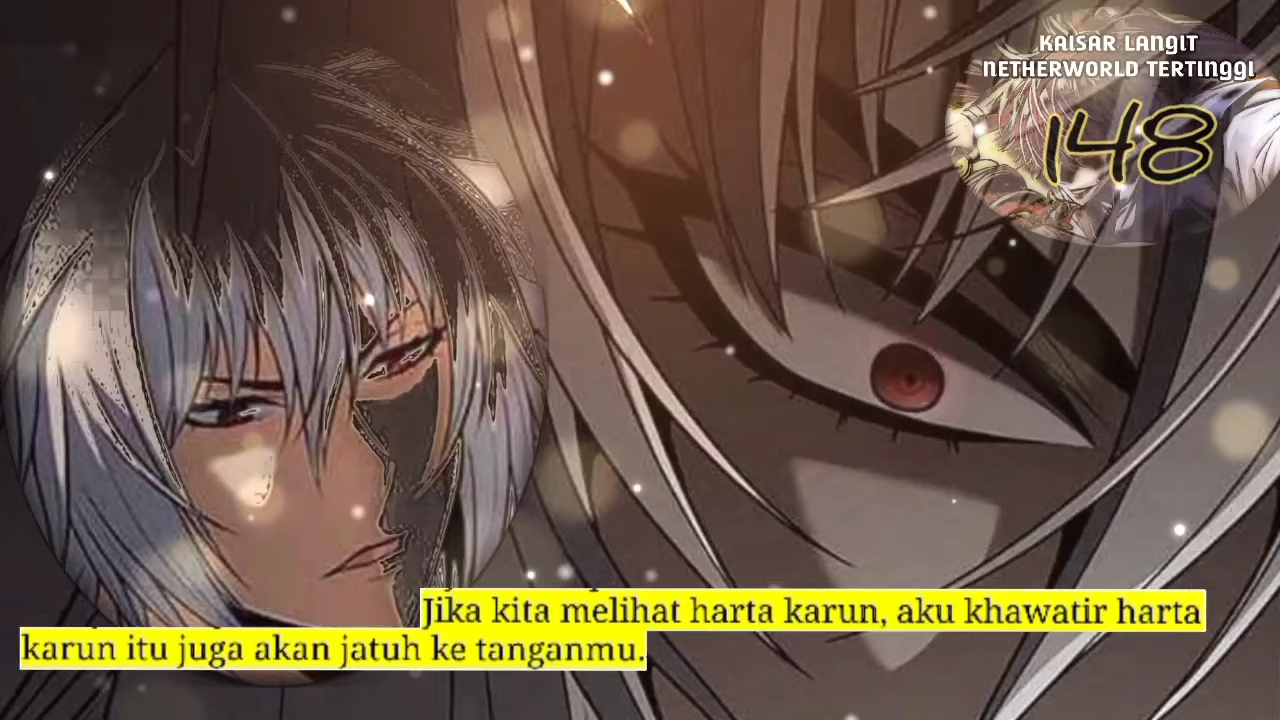 KAISAR LANGIT
NETHERWORLD TERTINGGI
148
Jika kita melihat harta karun, aku khawatir harta
karun itu juga akan jatuh ke tanganmu.